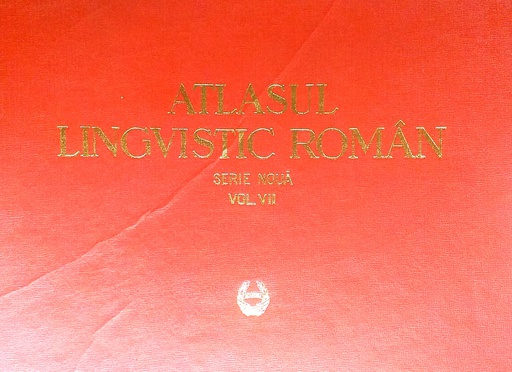 ATLASUL
LINGVISTIC ROMÂN
SERIE NOUĂ
VOL. VII